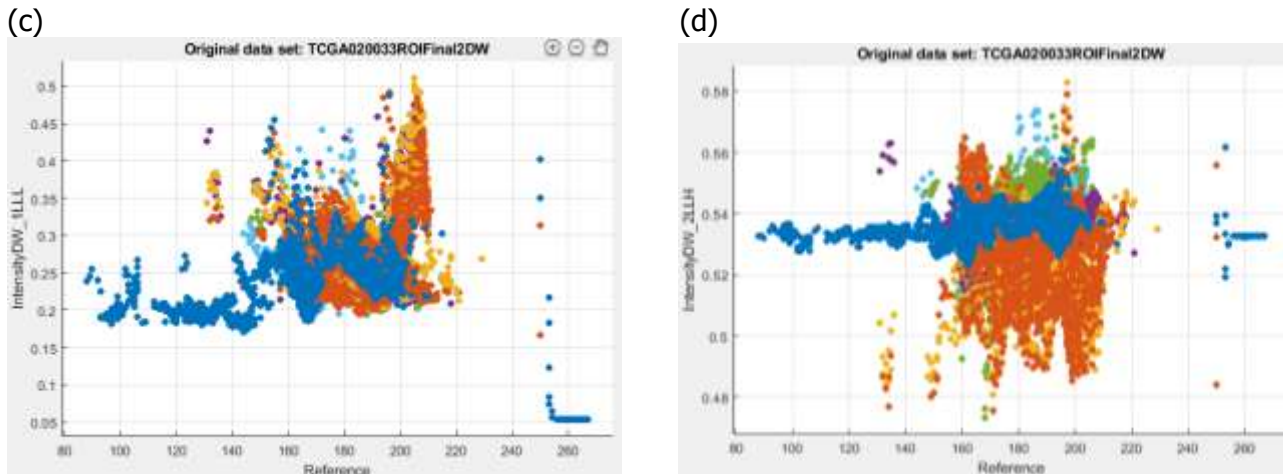 (c)
(d)
Original data set: TCGA020033ROIFinal2DW
IntensityDW_1LLL
0.5
0.45
0.4
0.35
0.3
0.25
0.2
0.15
0.1
0.05
80 100 120 140 160 180 200 220 240 260
Reference
Original data set: TCGA020033ROIFinal2DW
IntensityDW_2LLH
0.58
0.56
0.54
0.52
0.5
0.48
80 100 120 140 160 180 200 220 240 260
Reference